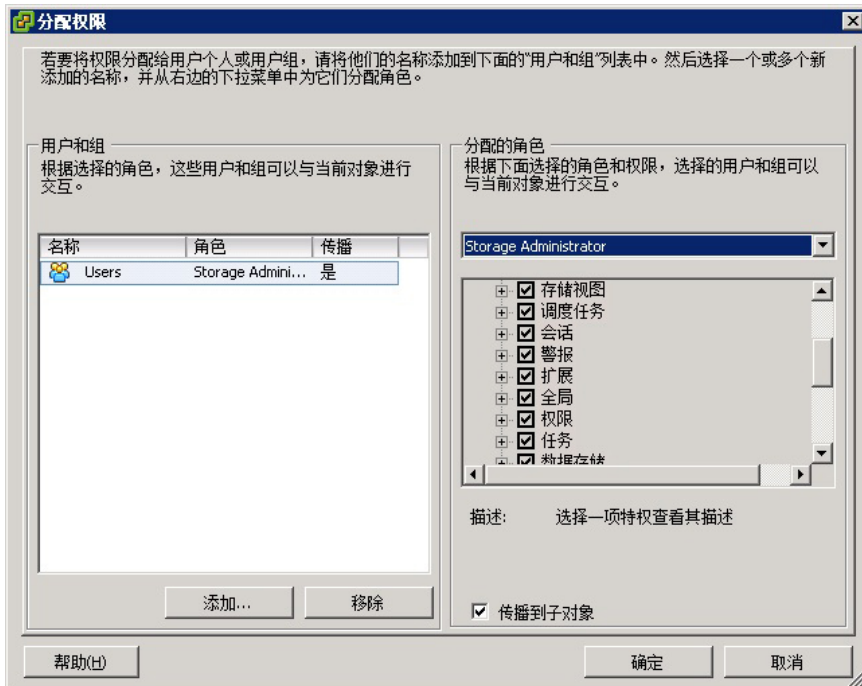 分配权限
若要将权限分配给用户个人或用户组，请将他们的名称添加到下面的"用户和组"列表中。然后选择一个或多个新
添加的名称，并从右边的下拉菜单中为它们分配角色。
用户和组
根据选择的角色，这些用户和组可以与当前对象进行
交互。
名称 角色 传播
Users Storage Admini... 是
添加... 移除
分配的角色
根据下面选择的角色和权限，选择的用户和组可以
与当前对象进行交互。
Storage Administrator
存储视图
调度任务
会话
警报
扩展
全局
权限
任务
数据存储
描述: 选择一项特权查看其描述
传播到子对象
帮助(H) 确定 取消